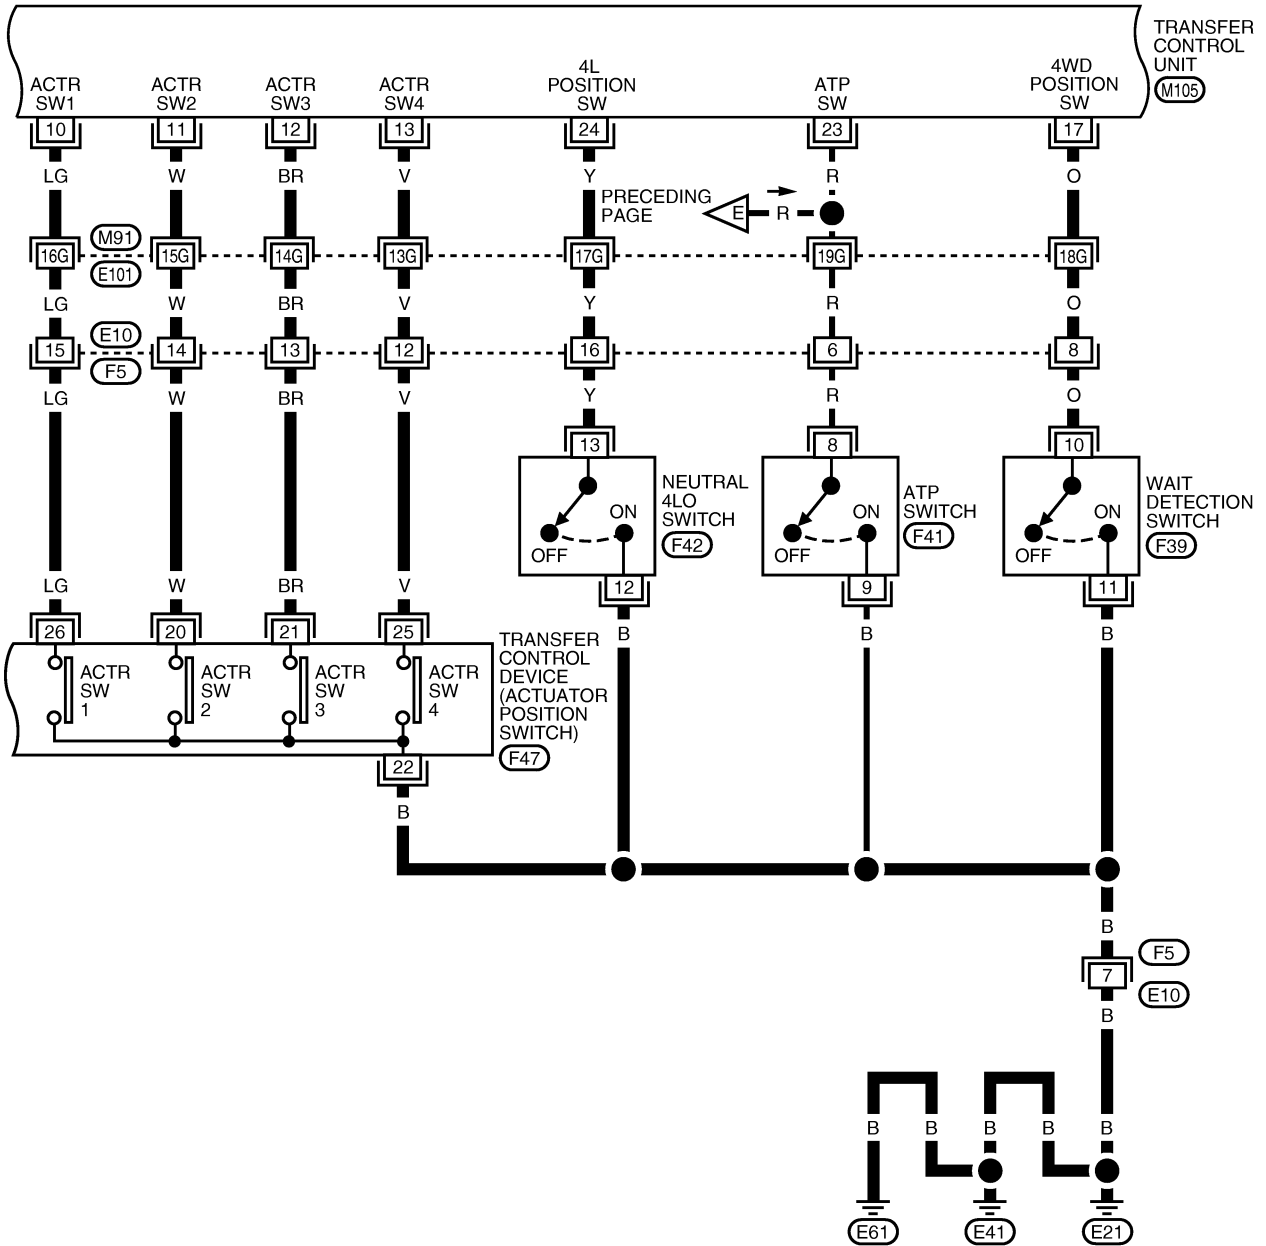 TRANSFER
CONTROL
UNIT
M105
ACTR
SW1
ACTR
SW2
ACTR
SW3
ACTR
SW4
4L
POSITION
SW
ATP
SW
4WD
POSITION
SW
10 11 12 13 24 23 17
LG W BR V Y R O
PRECEDING
PAGE
E R
M91
16G 15G 14G 13G 17G 19G 18G
E101
LG W BR V Y R O
E10
15 14 13 12 16 6 8
F5
LG W BR V Y R O
13 8 10
NEUTRAL
4LO
SWITCH
F42
ON
OFF
ATP
SWITCH
F41
ON
OFF
WAIT
DETECTION
SWITCH
F39
ON
OFF
LG W BR V
12 9 11
26 20 21 25
B B B
ACTR
SW
1
ACTR
SW
2
ACTR
SW
3
ACTR
SW
4
TRANSFER
CONTROL
DEVICE
(ACTUATOR
POSITION
SWITCH)
F47
22
B
B
F5
7
E10
B
B B B B B
E61 E41 E21